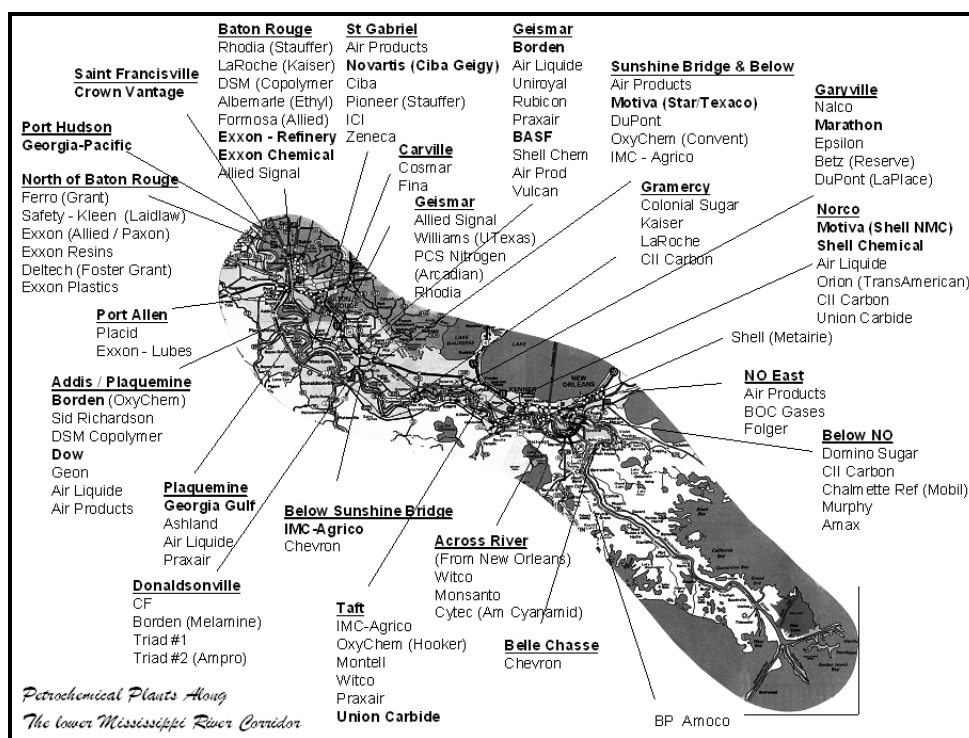 Saint Francisville
Crown Vantage
Port Hudson
Georgia-Pacific
North of Baton Rouge
Ferro (Grant)
Safety - Kleen (Laidlaw)
Exxon (Allied / Paxon)
Exxon Resins
Deltech (Foster Grant)
Exxon Plastics
Port Allen
Placid
Exxon - Lubes
Addis / Plaquemine
Borden (OxyChem)
Sid Richardson
DSM Copolymer
Dow
Geon
Air Liquide
Air Products
Baton Rouge
Rhodia (Stauffer)
LaRoche (Kaiser)
DSM (Copolymer
Albemarle (Ethyl)
Formosa (Allied)
Exxon - Refinery
Exxon Chemical
Allied Signal
St Gabriel
Air Products
Novartis (Ciba Geigy)
Ciba
Pioneer (Stauffer)
ICI
Zeneca
Carville
Cosmar
Fina
Geismar
Allied Signal
Williams (UTexas)
PCS Nitrogen
(Arcadian)
Rhodia
Geismar
Borden
Air Liquide
Uniroyal
Rubicon
Praxair
BASF
Shell Chem
Air Prod
Vulcan
Sunshine Bridge & Below
Air Products
Motiva (Star/Texaco)
DuPont
OxyChem (Convent)
IMC - Agrico
Gramercy
Colonial Sugar
Kaiser
LaRoche
CII Carbon
Garyville
Nalco
Marathon
Epsilon
Betz (Reserve)
DuPont (LaPlace)
Norco
Motiva (Shell NMC)
Shell Chemical
Air Liquide
Orion (TransAmerican)
CII Carbon
Union Carbide
Shell (Metairie)
NO East
Air Products
BOC Gases
Folger
Below NO
Domino Sugar
CII Carbon
Chalmette Ref (Mobil)
Murphy
Amax
LAKE
MAUREPAS
KENNER
NEW
ORLEANS
Donaldsonville
Plaquemine
Georgia Gulf
Ashland
Air Liquide
Praxair
Donaldsonville
CF
Borden (Melamine)
Triad #1
Triad #2 (Ampro)
Below Sunshine Bridge
IMC-Agrico
Chevron
Taft
IMC-Agrico
OxyChem (Hooker)
Montell
Witco
Praxair
Union Carbide
Across River
(From New Orleans)
Witco
Monsanto
Cytec (Am Cyanamid)
Belle Chasse
Chevron
BP Amoco
Petrochemical Plants Along
The lower Mississippi River Corridor